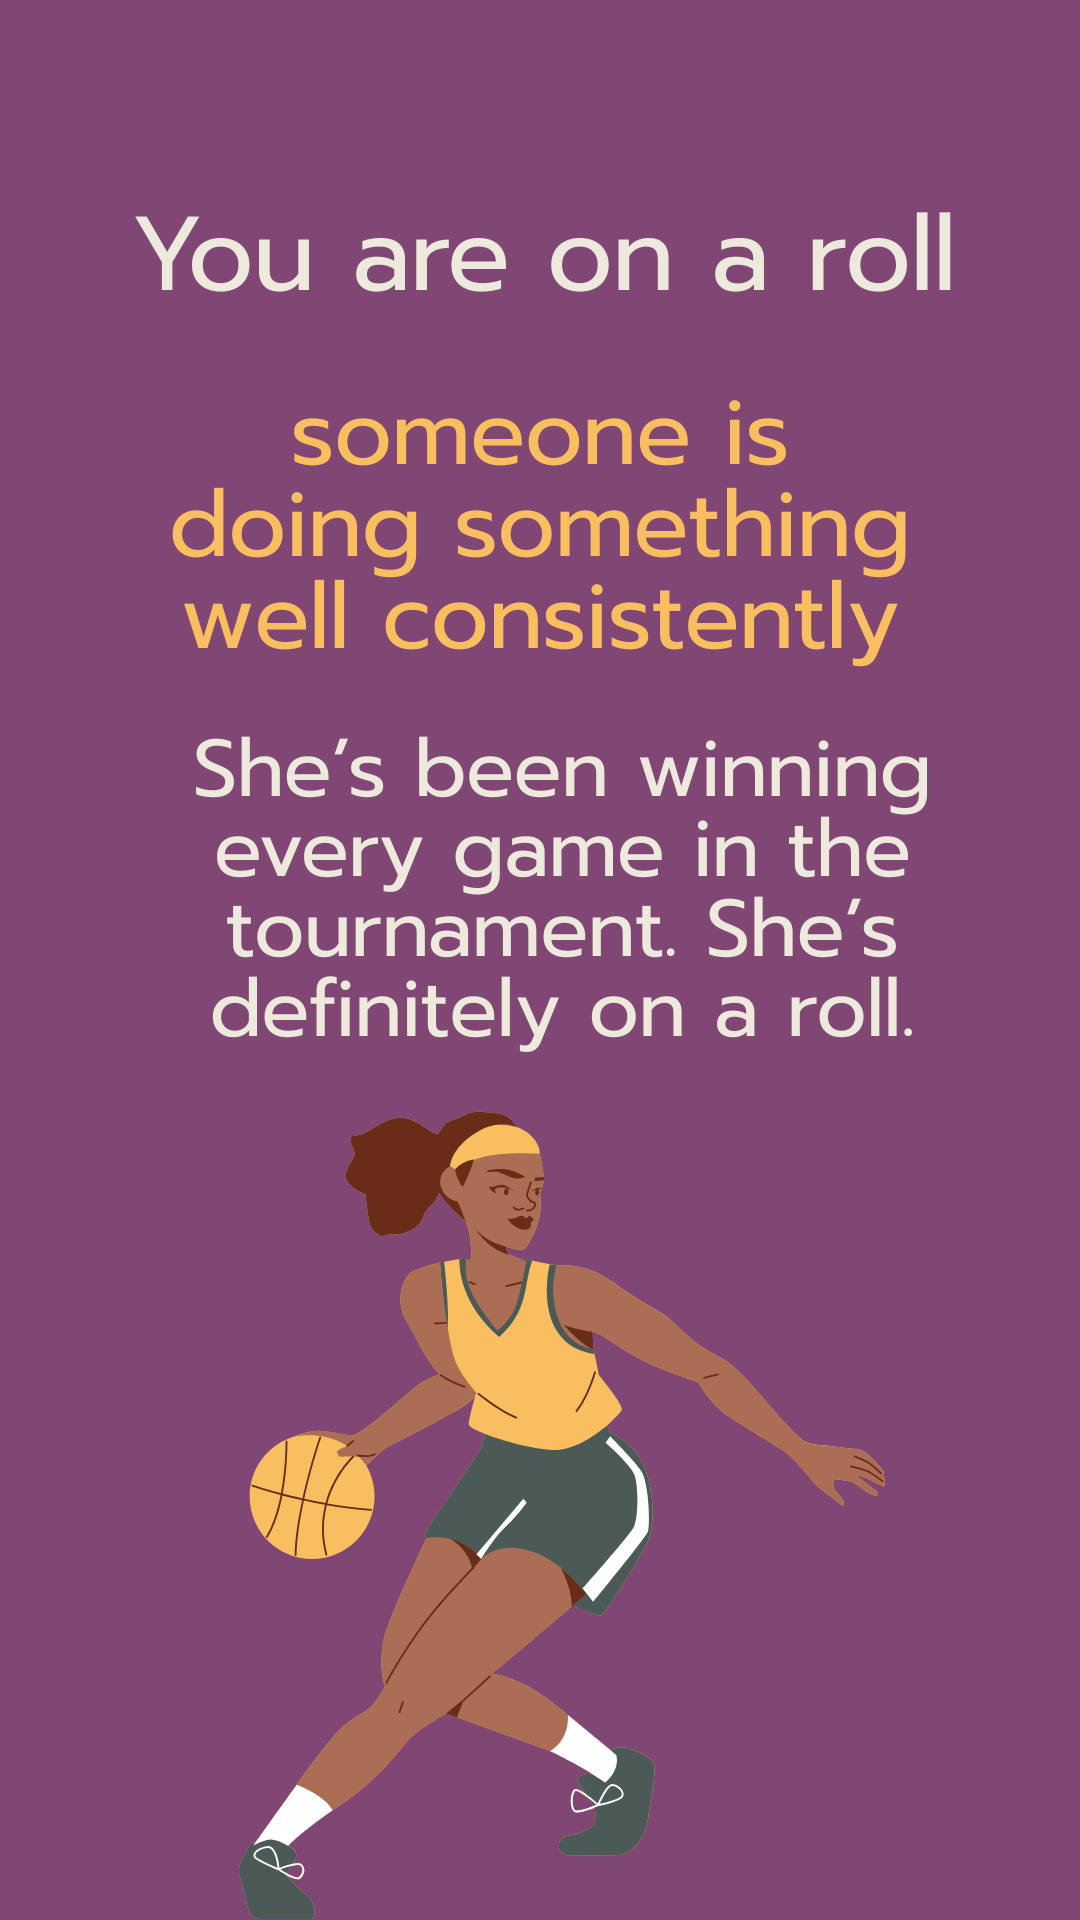 You are on a roll
someone is
doing something
well consistently
She’s been winning
every game in the
tournament. She’s
definitely on a roll.